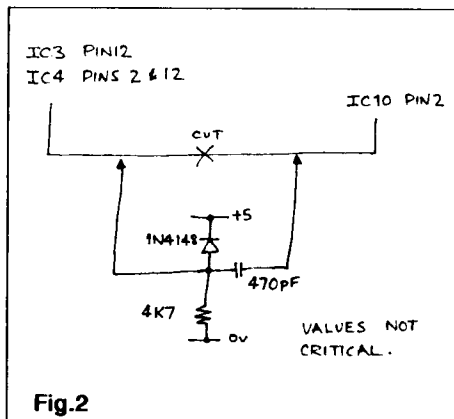 IC3 PIN12
IC4 PINS 2 & 12
IC10 PIN2
CUT
+5
1N4148
470pF
4K7
0V
VALUES NOT
CRITICAL.
Fig.2